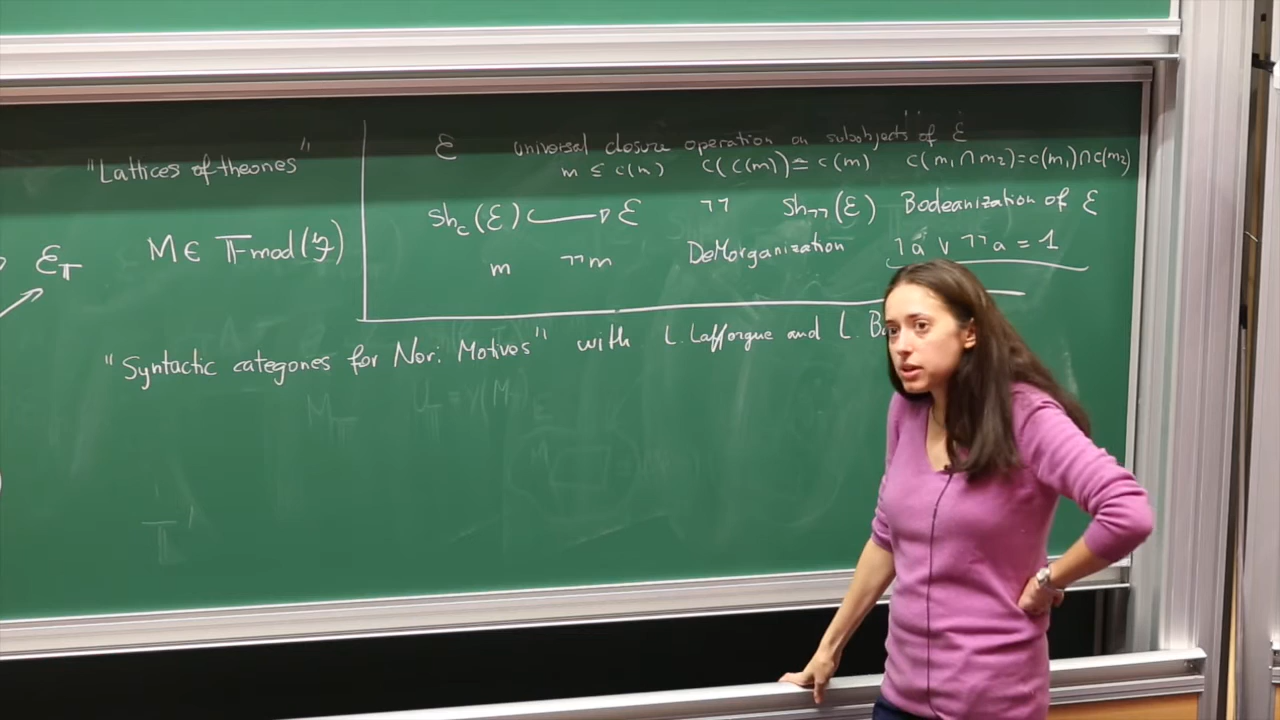 "Lattices of theories"
ℰ_𝕋 M ∈ 𝕋-mod(𝒮)
ℰ universal closure operation on subobjects of ℰ
m ≤ c(m) c(c(m)) ≅ c(m) c(m₁ ∩ m₂) = c(m₁) ∩ c(m₂)
sh_c(ℰ) ↪ ℰ ¬¬ sh_¬¬(ℰ) Booleanization of ℰ
m ¬¬m DeMorganization ¬a ∨ ¬¬a = 1
"Syntactic categories for Nori Motives" with L. Lafforgue and L.